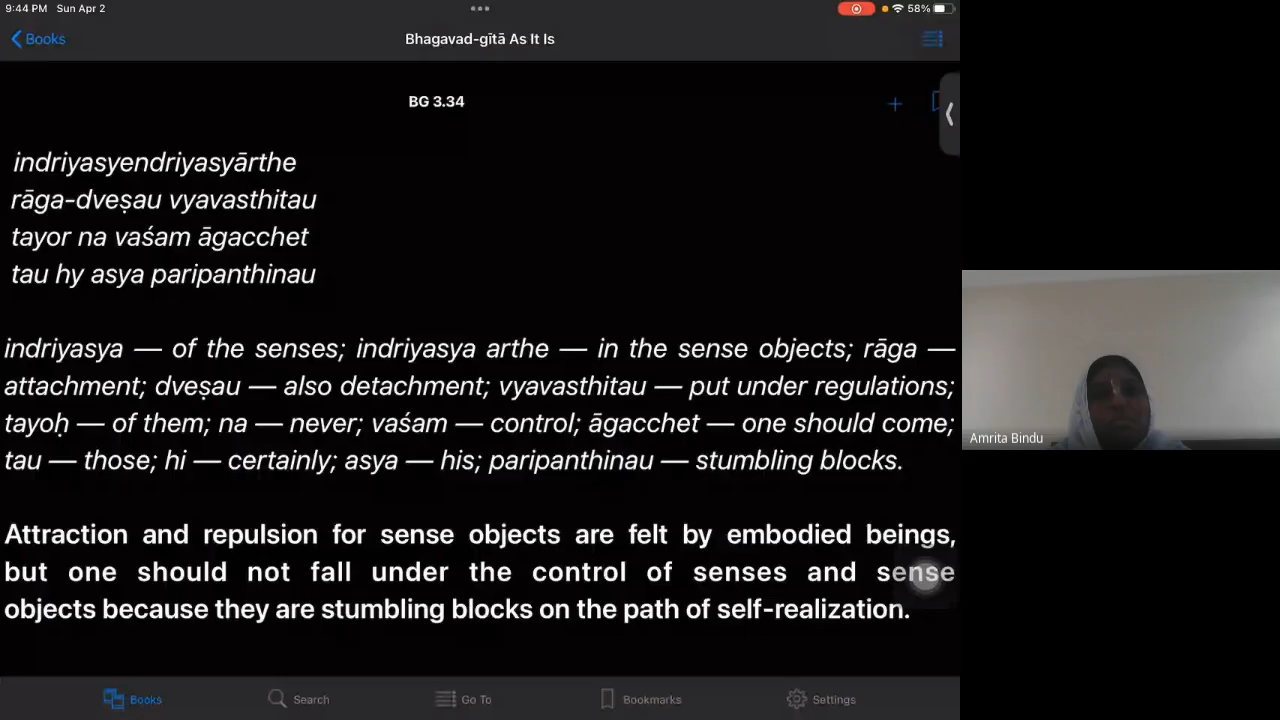 9:44 PM Sun Apr 2
58%
Books
Bhagavad-gītā As It Is
BG 3.34
indriyasyendriyasyārthe
rāga-dveṣau vyavasthitau
tayor na vaśam āgacchet
tau hy asya paripanthinau
indriyasya — of the senses; indriyasya arthe — in the sense objects; rāga —
attachment; dveṣau — also detachment; vyavasthitau — put under regulations;
tayoḥ — of them; na — never; vaśam — control; āgacchet — one should come;
tau — those; hi — certainly; asya — his; paripanthinau — stumbling blocks.
Attraction and repulsion for sense objects are felt by embodied beings,
but one should not fall under the control of senses and sense
objects because they are stumbling blocks on the path of self-realization.
Amrita Bindu
Books Search Go To Bookmarks Settings